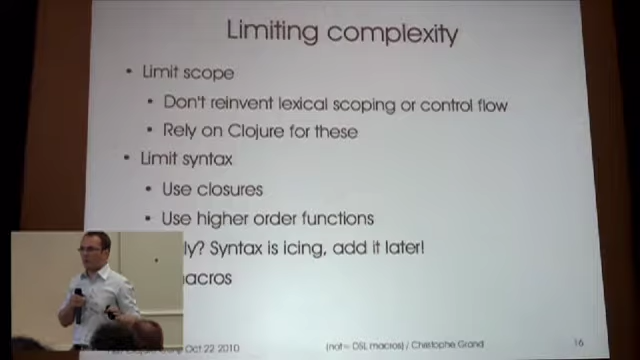 Limiting complexity
• Limit scope
• Don't reinvent lexical scoping or control flow
• Rely on Clojure for these
• Limit syntax
• Use closures
• Use higher order functions
ly? Syntax is icing, add it later!
acros
Oct 22 2010
(not= DSL macros) / Christophe Grand
16